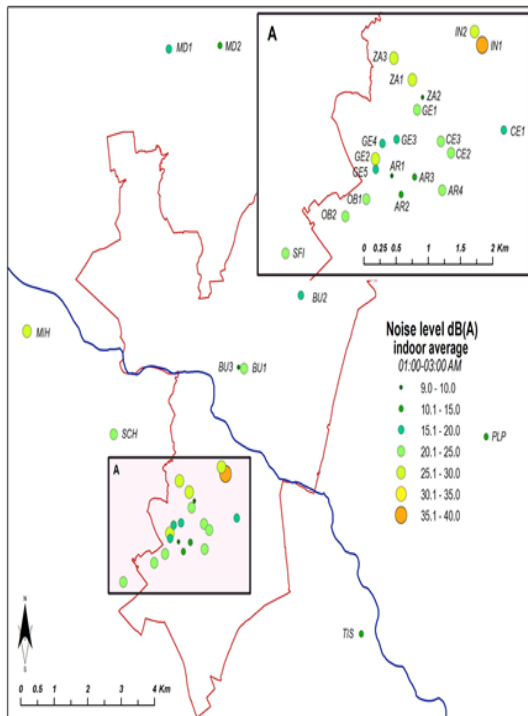 MD1
MD2
A
IN2
IN1
ZA3
ZA1
ZA2
GE1
CE1
GE4
GE3
CE3
GE2
CE2
GE5
AR1
AR3
OB1
AR2
AR4
OB2
SFI
0 0.25 0.5 1 1.5 2 Km
BU2
MIH
Noise level dB(A)
indoor average
01:00-03:00 AM
9.0 - 10.0
10.1 - 15.0
15.1 - 20.0
20.1 - 25.0
25.1 - 30.0
30.1 - 35.0
35.1 - 40.0
BU3
BU1
SCH
PLP
A
TIS
N
0 0.5 1 2 3 4 Km